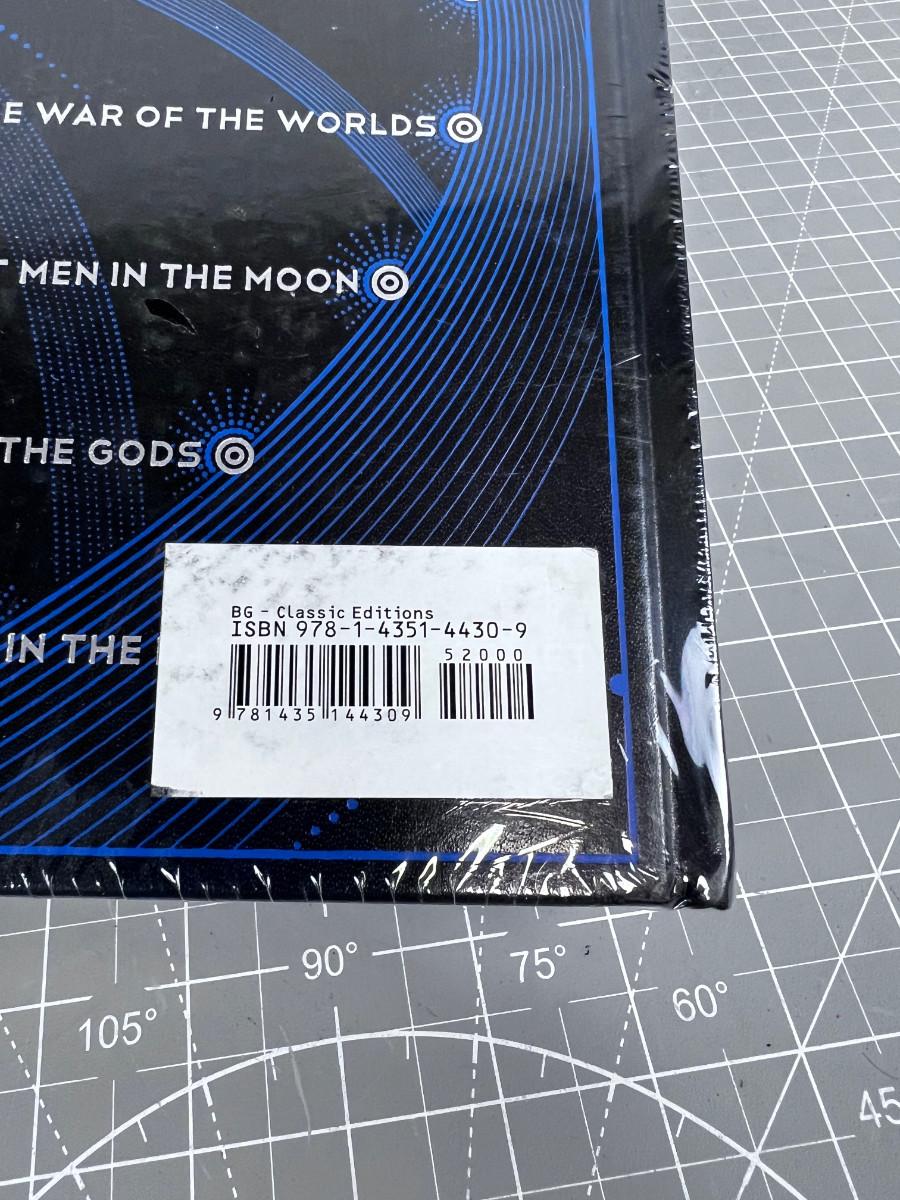 E WAR OF THE WORLDS
T MEN IN THE MOON
THE GODS
IN THE
BG - Classic Editions
ISBN 978-1-4351-4430-9
52000
9 781435 144309
90°
75°
105°
60°
45